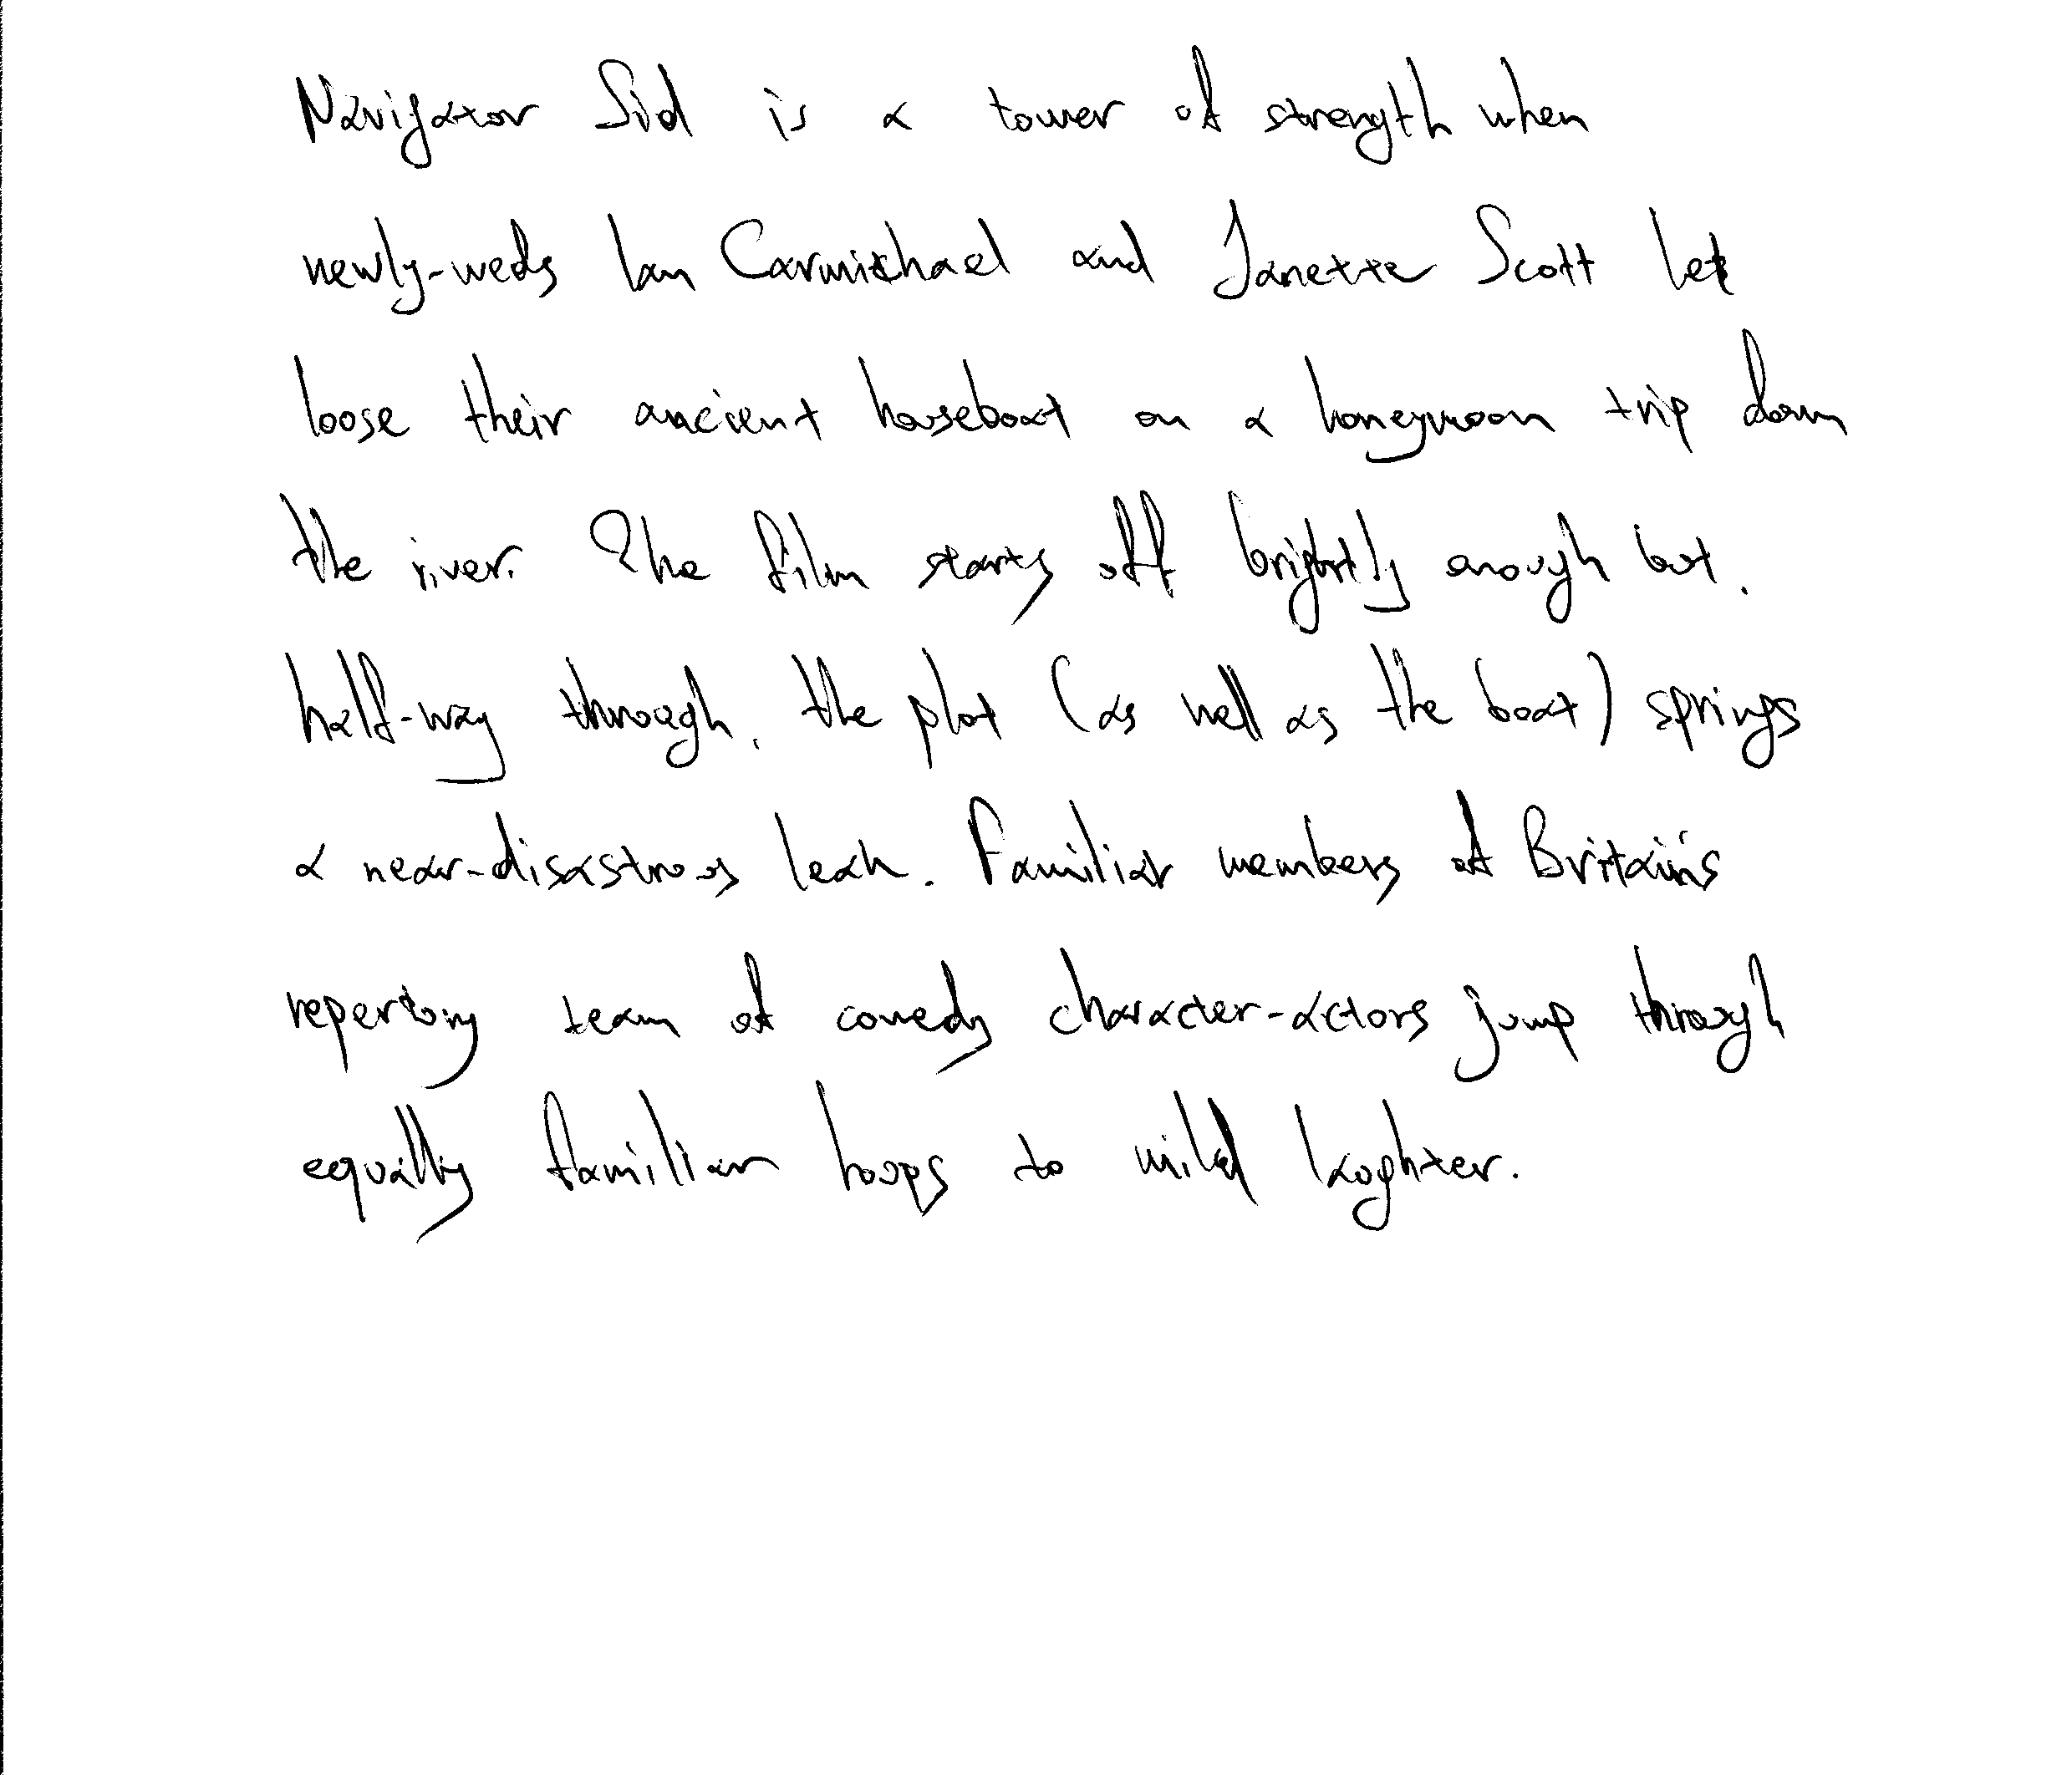 Navigator Sid is a tower of strength when
newly-weds Ian Carmichael and Janette Scott let
loose their ancient houseboat on a honeymoon trip down
the river. The film starts off brightly enough but.
half-way through, the plot (as well as the boat) springs
a near-disastrous leak. Familiar members of Britain's
repertory team of comedy character-actors jump through
equally familiar hoops to mild laughter.